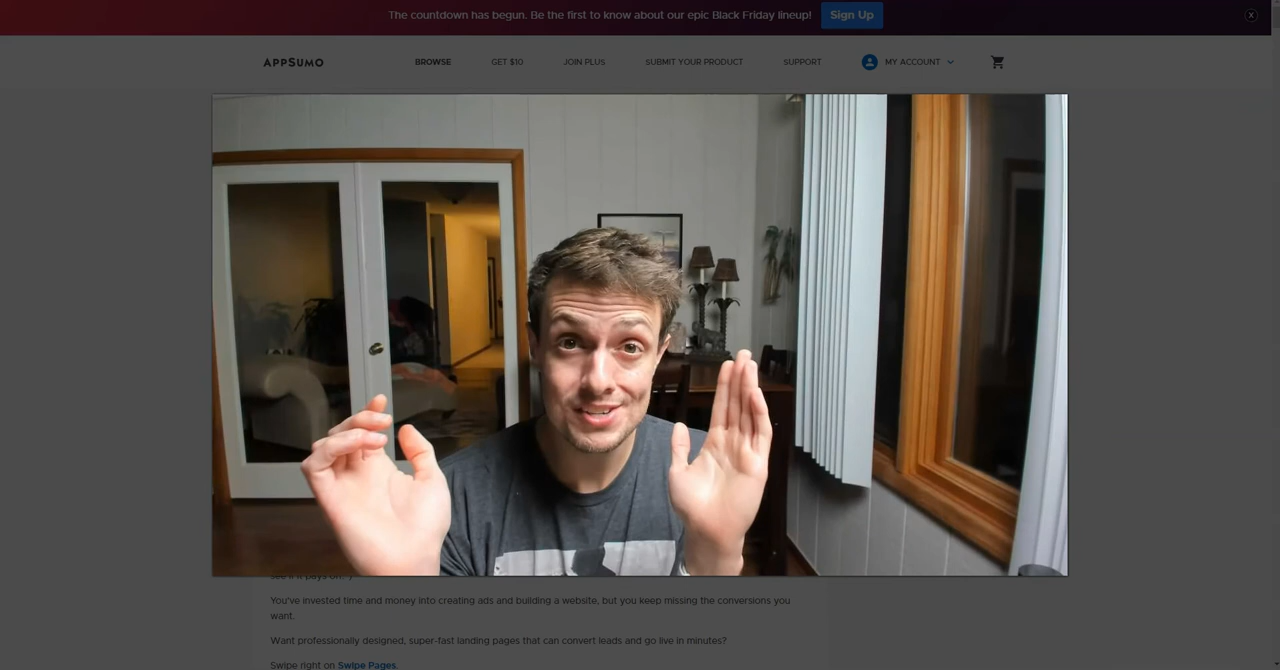 The countdown has begun. Be the first to know about our epic Black Friday lineup! Sign Up X
APPSUMO BROWSE GET $10 JOIN PLUS SUBMIT YOUR PRODUCT SUPPORT MY ACCOUNT
You've invested time and money into creating ads and building a website, but you keep missing the conversions you
want.
Want professionally designed, super-fast landing pages that can convert leads and go live in minutes?
Swipe right on Swipe Pages.